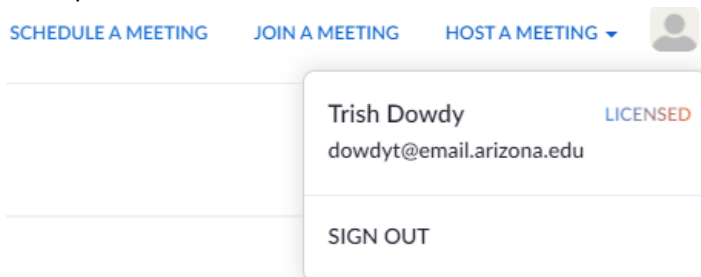 SCHEDULE A MEETING JOIN A MEETING HOST A MEETING
Trish Dowdy LICENSED
dowdyt@email.arizona.edu
SIGN OUT